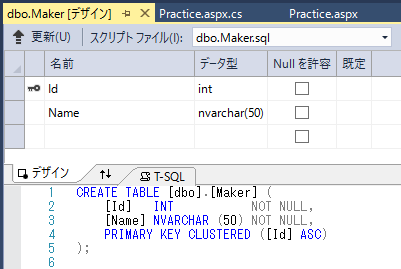 dbo.Maker [デザイン] Practice.aspx.cs Practice.aspx
更新(U) スクリプト ファイル(I): dbo.Maker.sql
名前 データ型 Null を許容 既定
Id int
Name nvarchar(50)
デザイン T-SQL
1 CREATE TABLE [dbo].[Maker] (
2 [Id] INT NOT NULL,
3 [Name] NVARCHAR (50) NOT NULL,
4 PRIMARY KEY CLUSTERED ([Id] ASC)
5 );